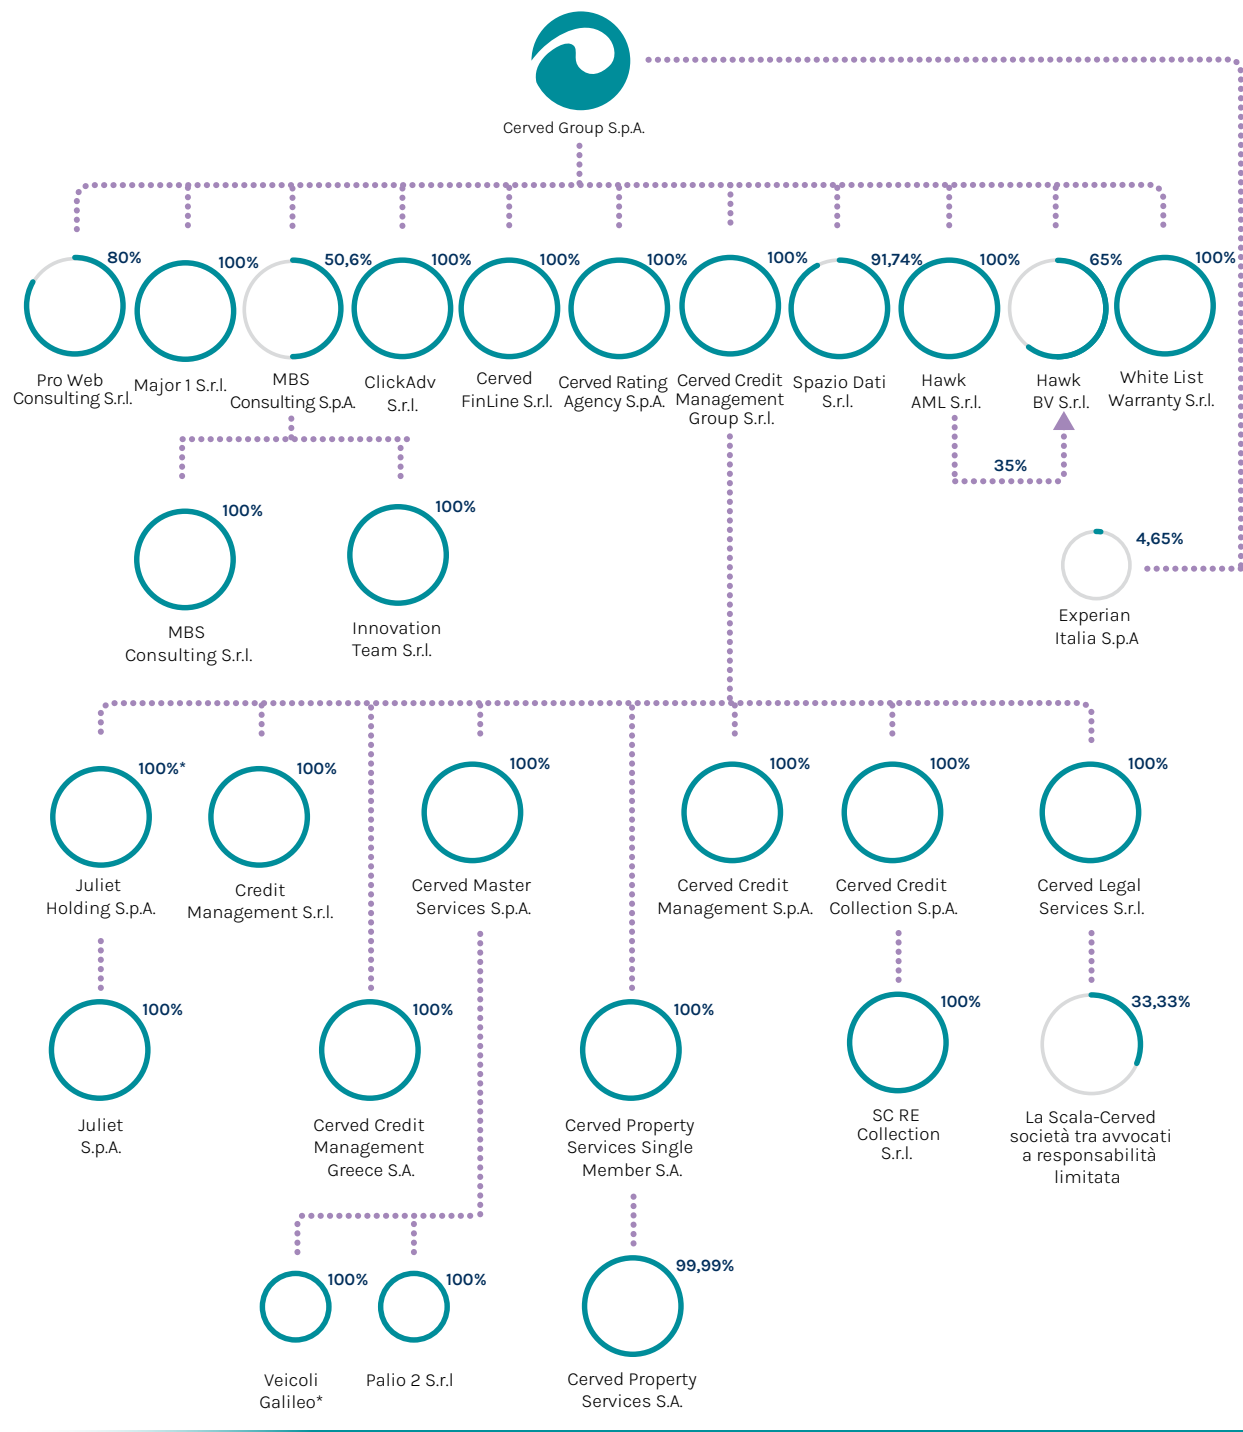 Cerved Group S.p.A.
80%
100%
50,6%
100%
100%
100%
100%
91,74%
100%
65%
100%
Pro Web
Consulting S.r.l.
Major 1 S.r.l.
MBS
Consulting S.p.A.
ClickAdv
S.r.l.
Cerved
FinLine S.r.l.
Cerved Rating
Agency S.p.A.
Cerved Credit
Management
Group S.r.l.
Spazio Dati
S.r.l.
Hawk
AML S.r.l.
Hawk
BV S.r.l.
White List
Warranty S.r.l.
35%
100%
100%
4,65%
MBS
Consulting S.r.l.
Innovation
Team S.r.l.
Experian
Italia S.p.A
100%*
100%
100%
100%
100%
100%
Juliet
Holding S.p.A.
Credit
Management S.r.l.
Cerved Master
Services S.p.A.
Cerved Credit
Management S.p.A.
Cerved Credit
Collection S.p.A.
Cerved Legal
Services S.r.l.
100%
100%
100%
100%
33,33%
Juliet
S.p.A.
Cerved Credit
Management
Greece S.A.
Cerved Property
Services Single
Member S.A.
SC RE
Collection
S.r.l.
La Scala-Cerved
società tra avvocati
a responsabilità
limitata
100%
100%
99,99%
Veicoli
Galileo*
Palio 2 S.r.l
Cerved Property
Services S.A.